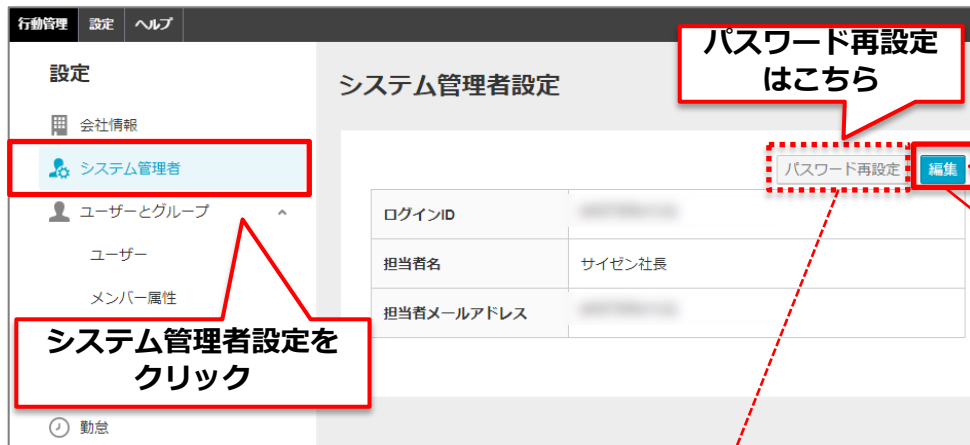 行動管理 設定 ヘルプ
設定
会社情報
システム管理者
ユーザーとグループ
ユーザー
メンバー属性
システム管理者設定を
クリック
勤怠
システム管理者設定
パスワード再設定
はこちら
パスワード再設定 編集
ログインID
担当者名 サイゼン社長
担当者メールアドレス